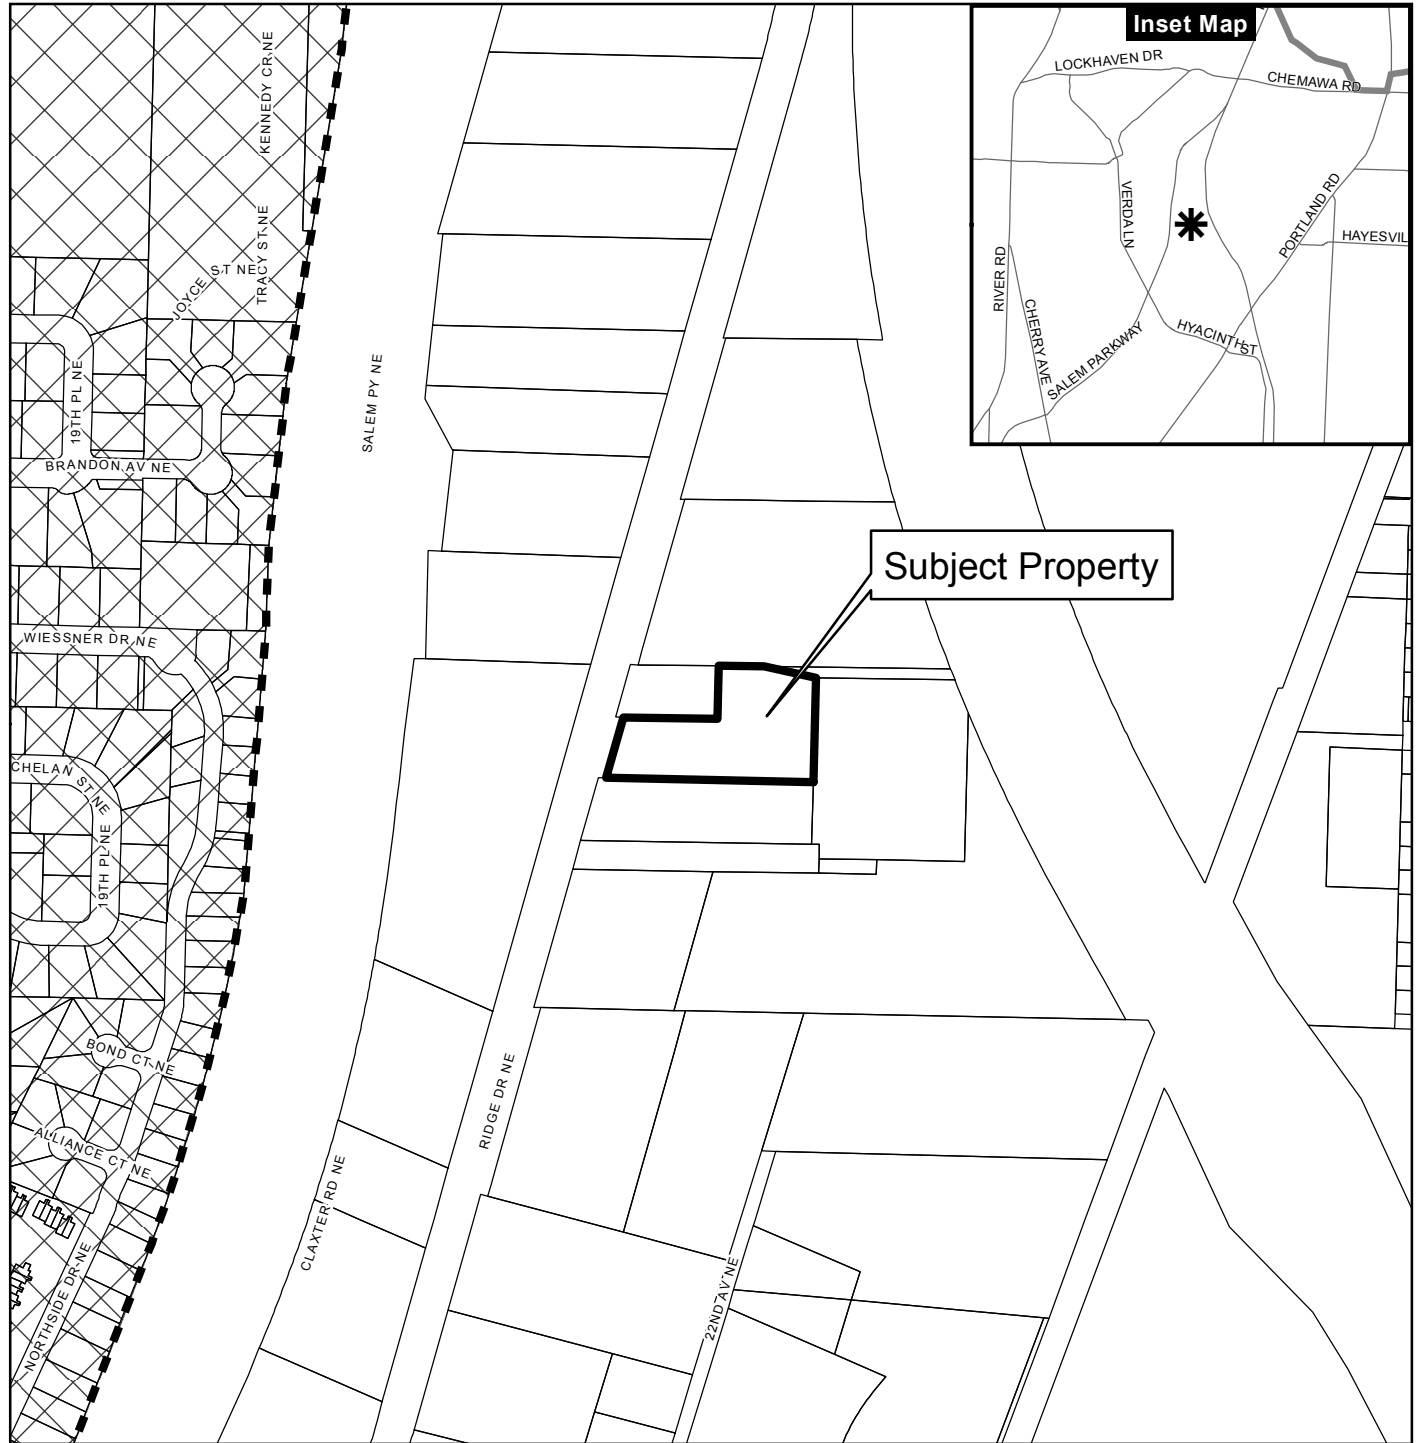 Inset Map
LOCKHAVEN DR
CHEMAWA RD
VERDA LN
PORTLAND RD
HAYESVIL
RIVER RD
CHERRY AVE
SALEM PARKWAY
HYACINTH ST
KENNEDY CR NE
TRACY ST NE
JOYCE ST NE
19TH PL NE
BRANDON AV NE
SALEM PY NE
Subject Property
WIESSNER DR NE
CHELAN ST NE
19TH PL NE
BOND CT NE
ALLIANCE CT NE
RIDGE DR NE
CLAXTER RD NE
NORTHSIDE DR NE
22ND AV NE